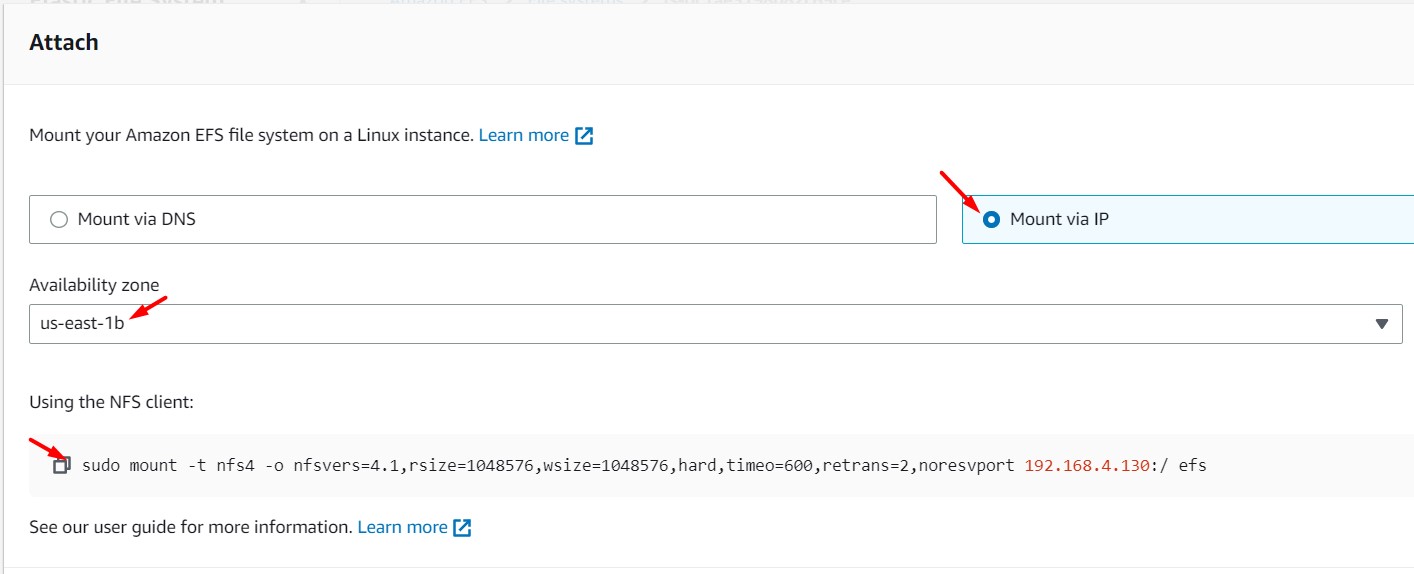 Attach
Mount your Amazon EFS file system on a Linux instance. Learn more
Mount via DNS
Mount via IP
Availability zone
us-east-1b
Using the NFS client:
sudo mount -t nfs4 -o nfsvers=4.1,rsize=1048576,wsize=1048576,hard,timeo=600,retrans=2,noresvport 192.168.4.130:/ efs
See our user guide for more information. Learn more